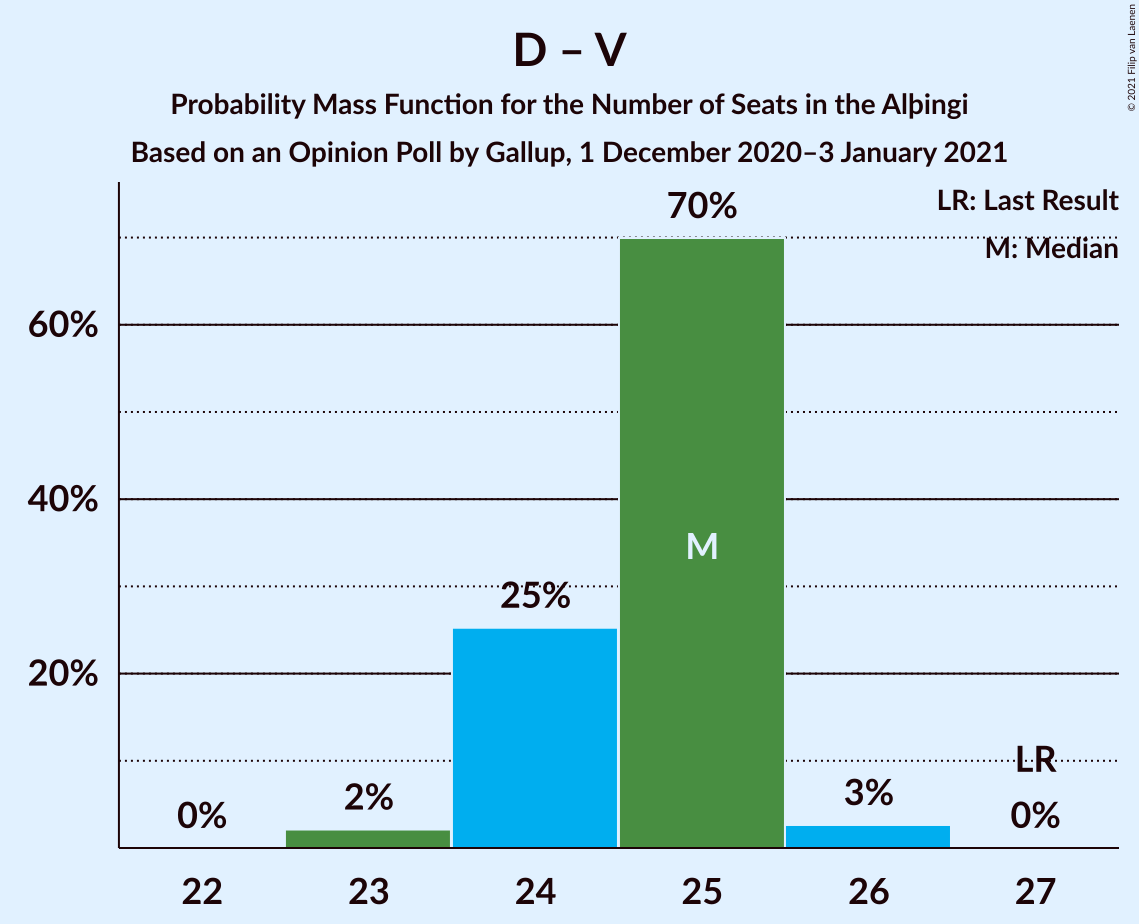 D – V
Probability Mass Function for the Number of Seats in the Alþingi
Based on an Opinion Poll by Gallup, 1 December 2020–3 January 2021
© 2021 Filip van Laenen
LR: Last Result
M: Median
70%
60%
40%
M
25%
20%
LR
0%
2%
3%
0%
22
23
24
25
26
27